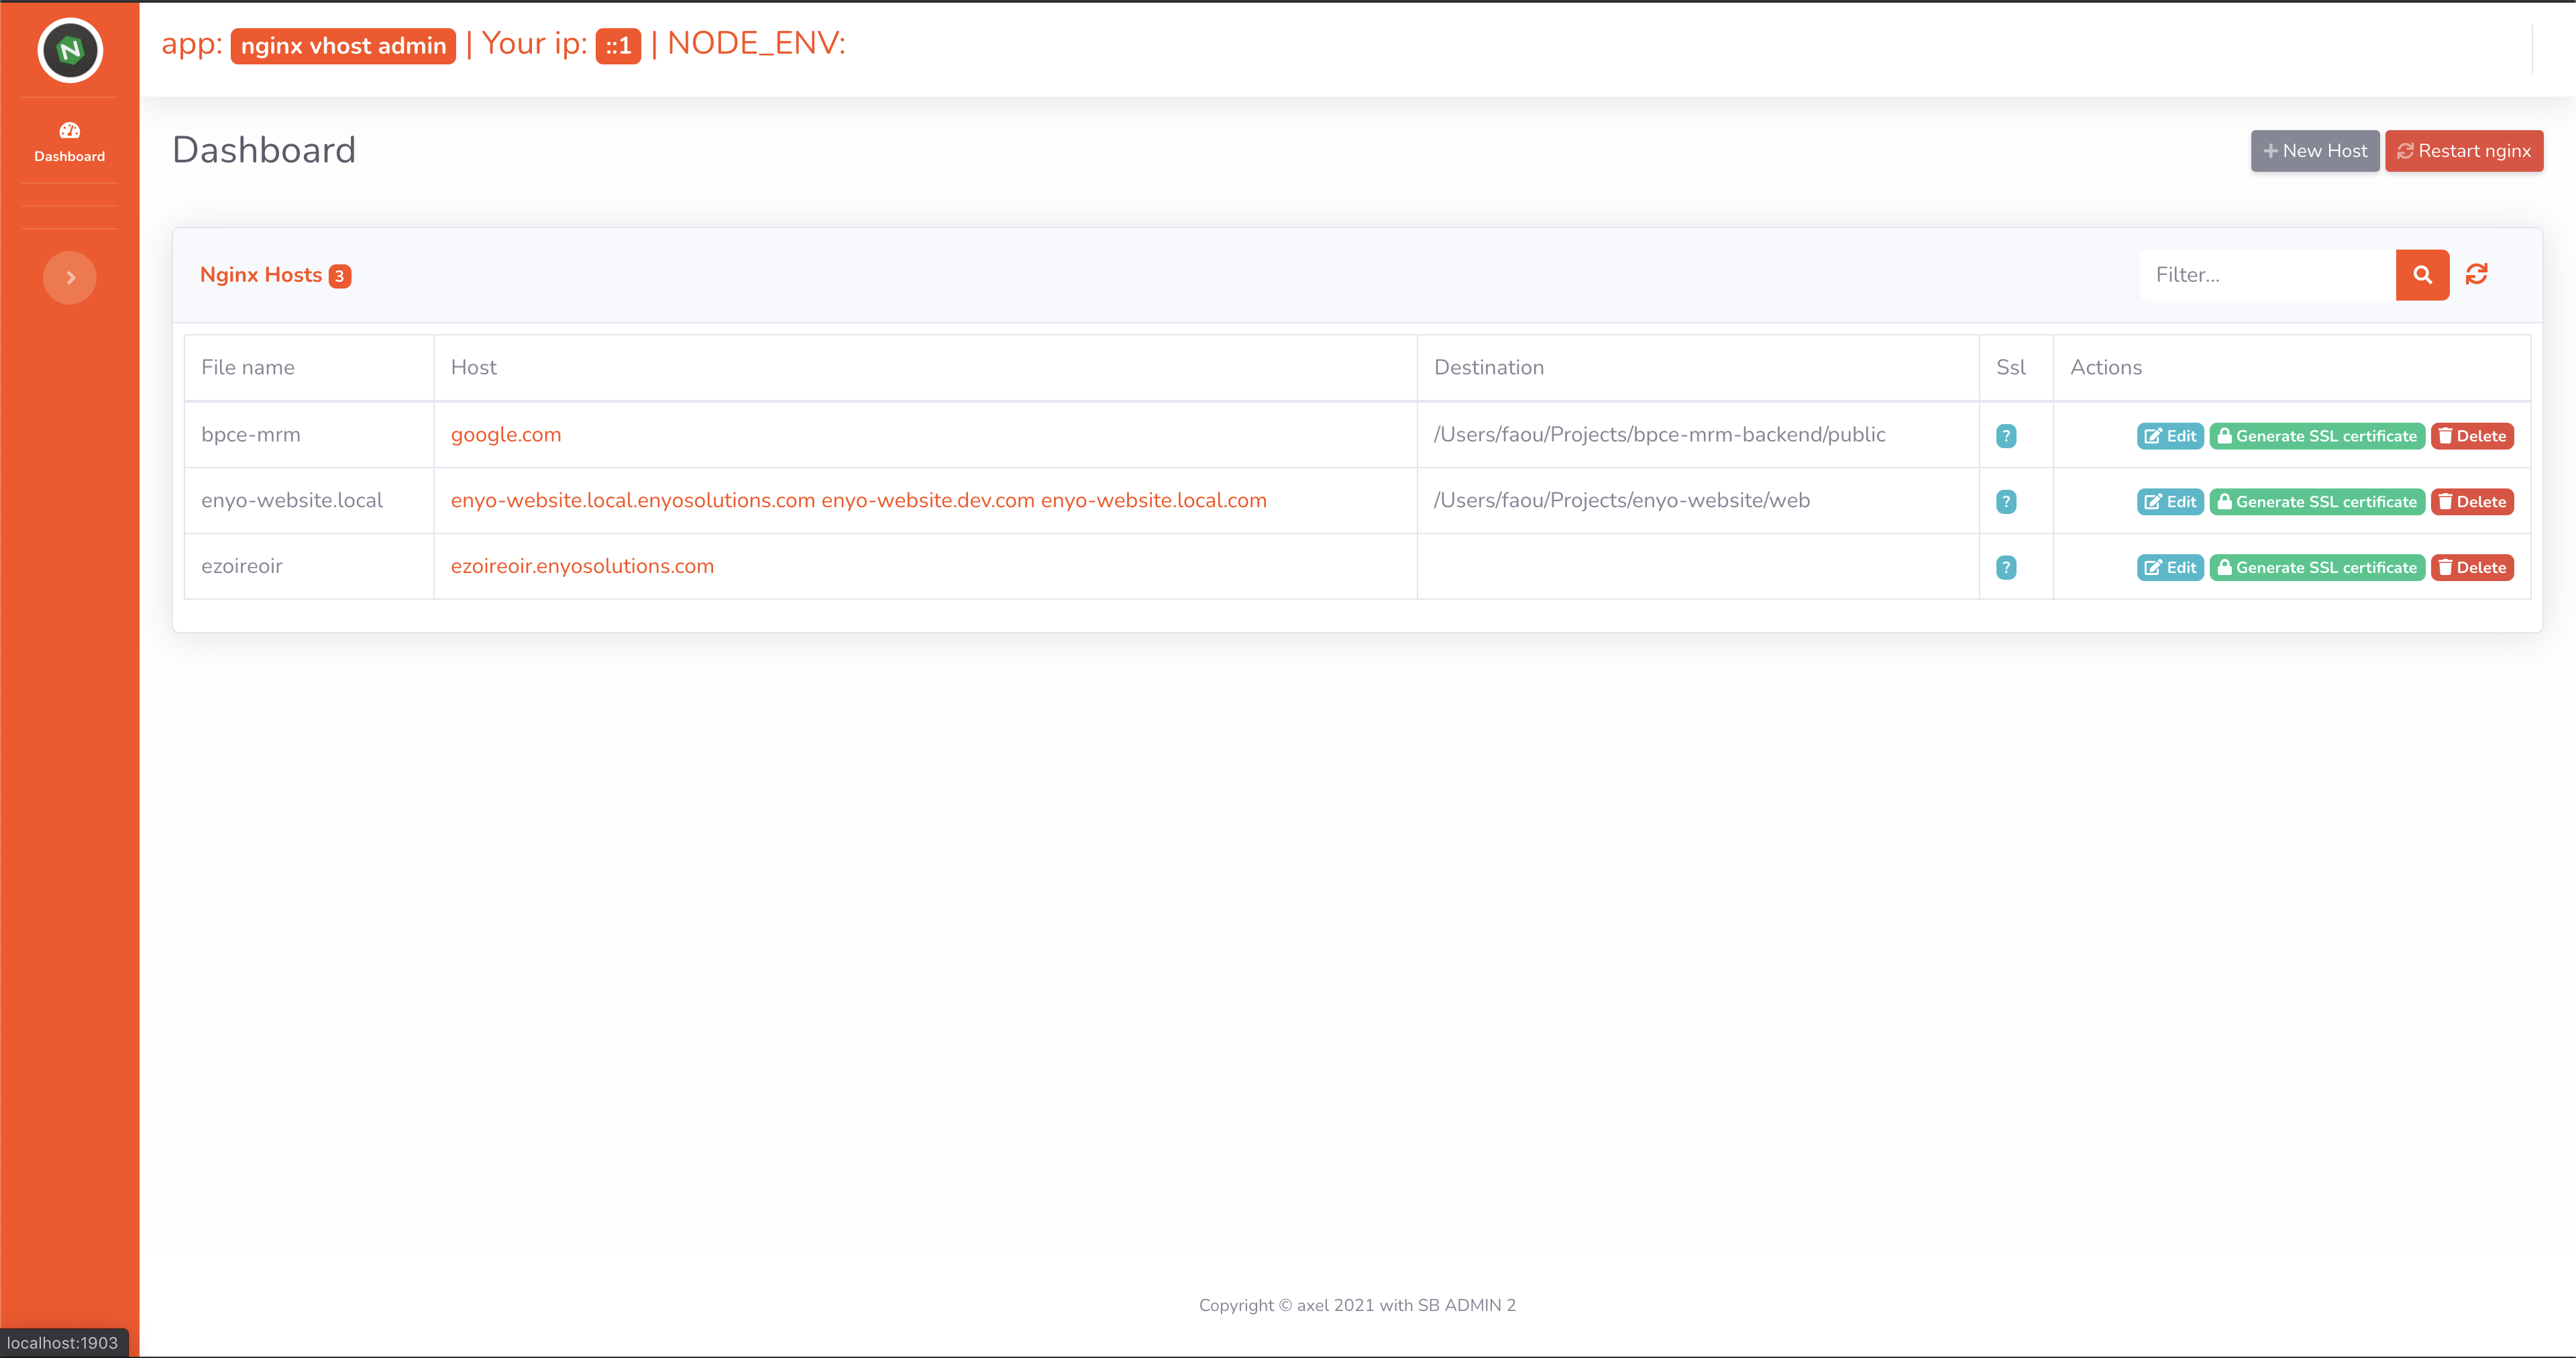 app: nginx vhost admin | Your ip: ::1 | NODE_ENV:
Dashboard
Dashboard
New Host Restart nginx
Nginx Hosts 3
Filter...
File name Host Destination Ssl Actions
bpce-mrm google.com /Users/faou/Projects/bpce-mrm-backend/public ? Edit Generate SSL certificate Delete
enyo-website.local enyo-website.local.enyosolutions.com enyo-website.dev.com enyo-website.local.com /Users/faou/Projects/enyo-website/web ? Edit Generate SSL certificate Delete
ezoireoir ezoireoir.enyosolutions.com ? Edit Generate SSL certificate Delete
Copyright © axel 2021 with SB ADMIN 2
localhost:1903